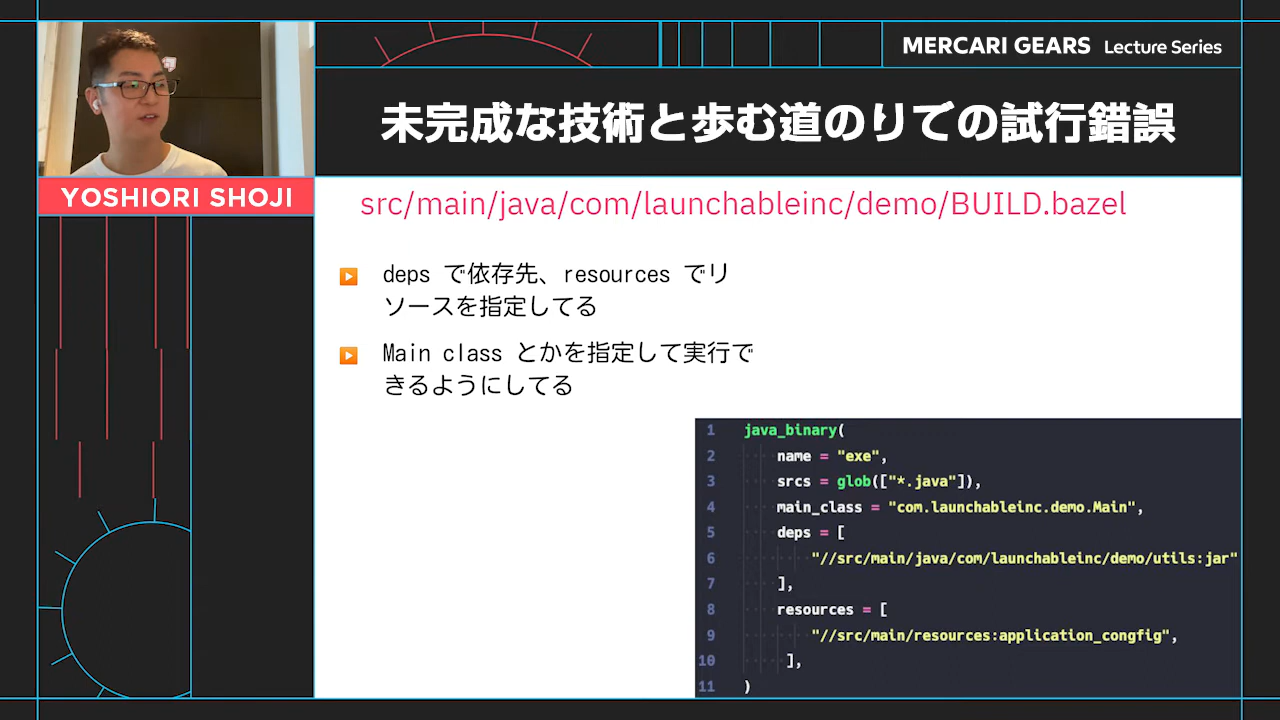 MERCARI GEARS Lecture Series
未完成な技術と歩む道のりでの試行錯誤
YOSHIORI SHOJI
src/main/java/com/launchableinc/demo/BUILD.bazel
deps で依存先、resources でリ
ソースを指定してる
Main class とかを指定して実行で
きるようにしてる
1 java_binary(
2 name = "exe",
3 srcs = glob(["*.java"]),
4 main_class = "com.launchableinc.demo.Main",
5 deps = [
6 "//src/main/java/com/launchableinc/demo/utils:jar"
7 ],
8 resources = [
9 "//src/main/resources:application_congfig",
10 ],
11 )